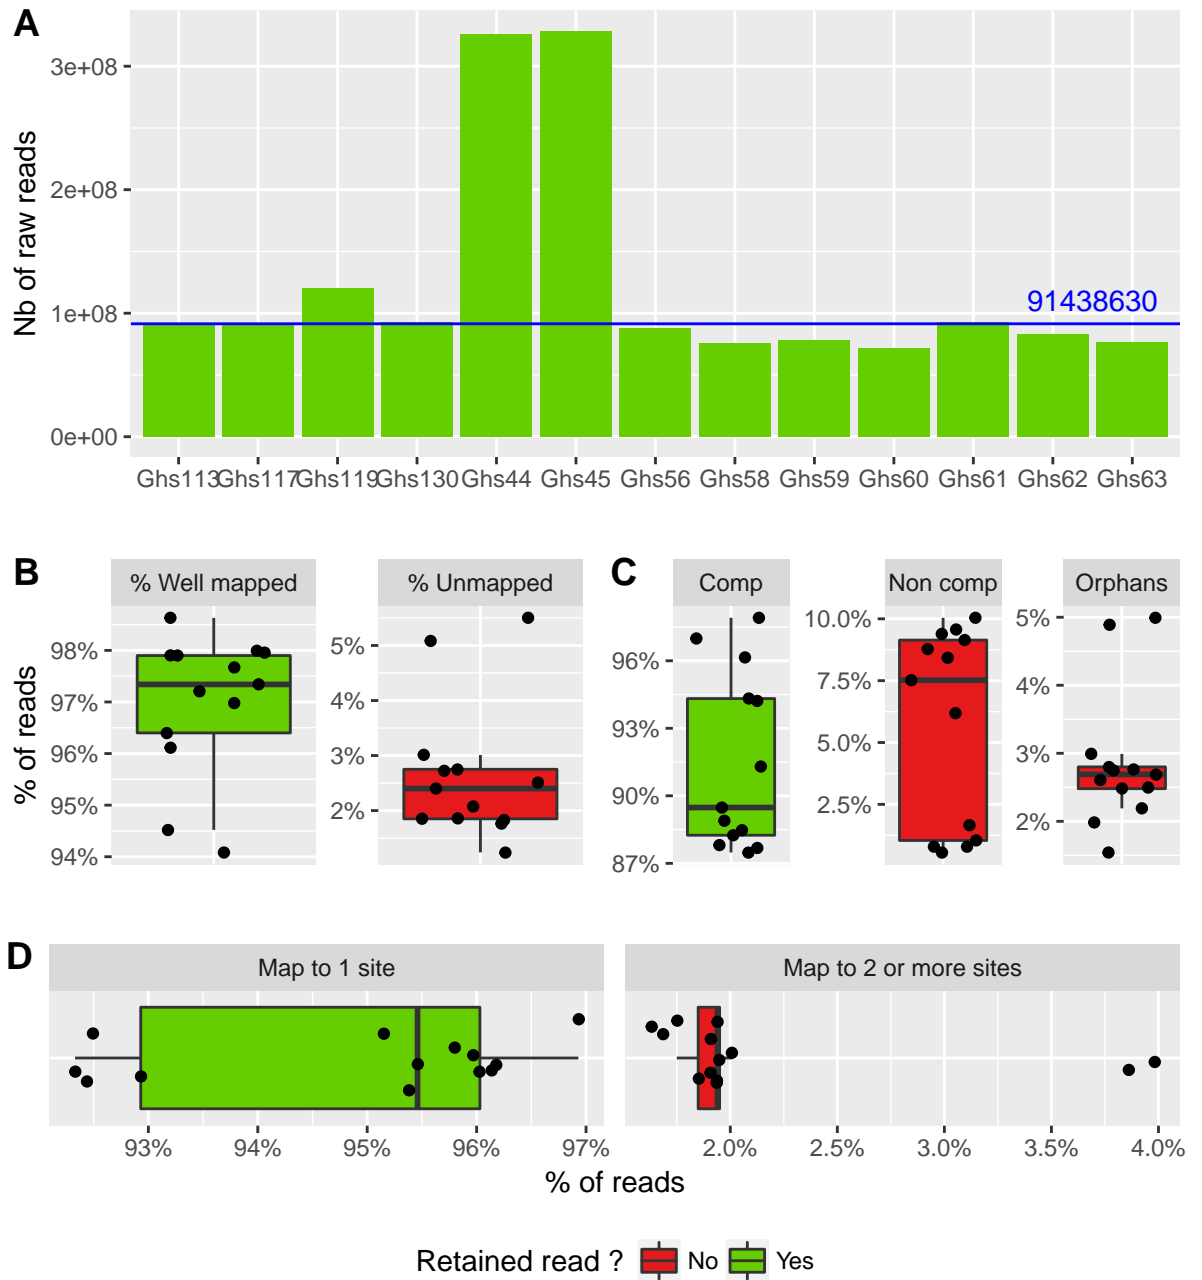 A
Nb of raw reads
3e+08
2e+08
1e+08
0e+00
91438630
Ghs113 Ghs117 Ghs119 Ghs130 Ghs44 Ghs45 Ghs56 Ghs58 Ghs59 Ghs60 Ghs61 Ghs62 Ghs63
B
% of reads
% Well mapped
98%
97%
96%
95%
94%
% Unmapped
5%
4%
3%
2%
C
Comp
96%
93%
90%
87%
Non comp
10.0%
7.5%
5.0%
2.5%
Orphans
5%
4%
3%
2%
D
Map to 1 site
93% 94% 95% 96% 97%
Map to 2 or more sites
2.0% 2.5% 3.0% 3.5% 4.0%
% of reads
Retained read ? No Yes